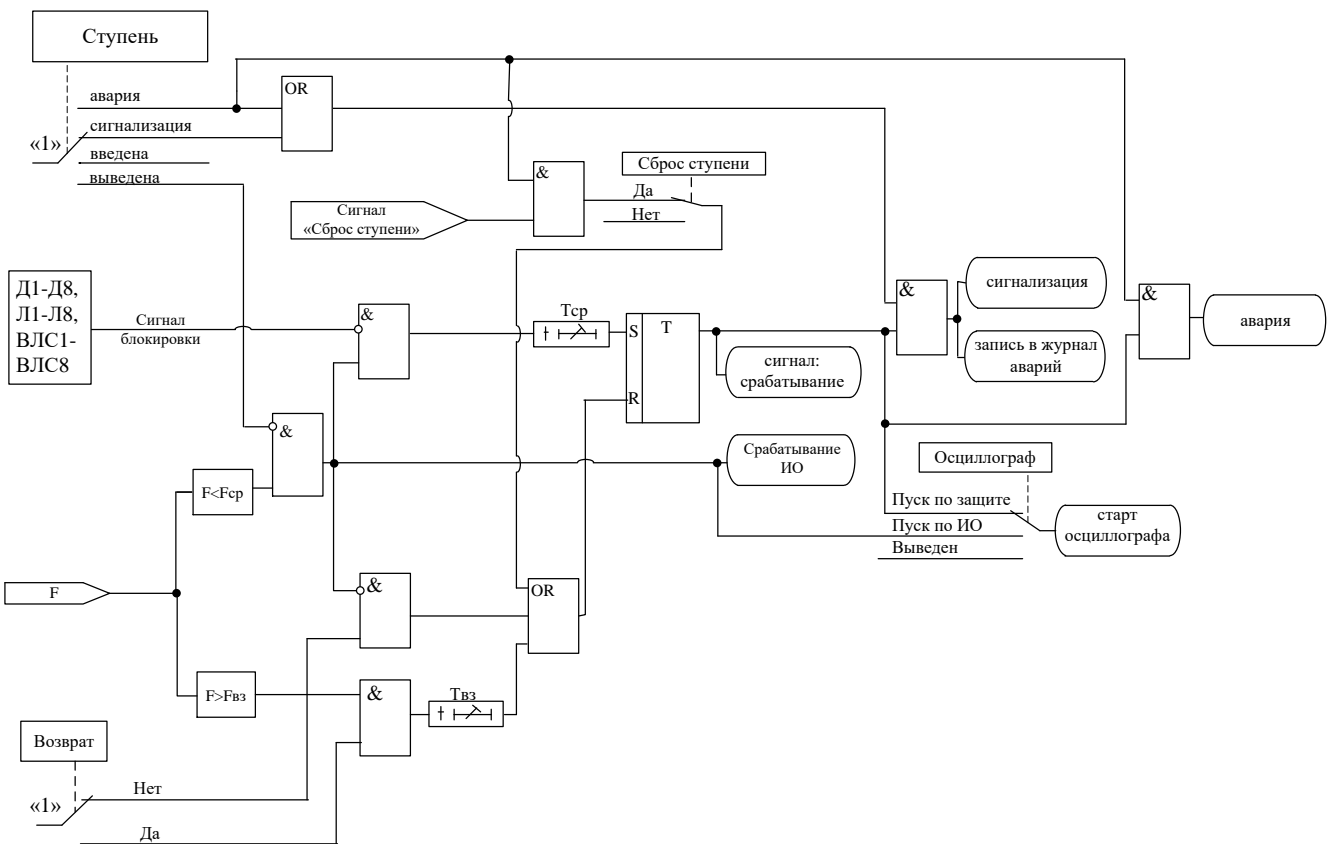 Ступень
авария
OR
сигнализация
«1»
введена
выведена
&
Сброс ступени
Да
Нет
Сигнал
«Сброс ступени»
Д1-Д8,
Л1-Л8,
ВЛС1-
ВЛС8
Сигнал
блокировки
&
Тср
S
T
R
сигнал:
срабатывание
&
сигнализация
запись в журнал
аварий
&
авария
&
F<Fср
Срабатывание
ИО
Осциллограф
Пуск по защите
Пуск по ИО
Выведен
старт
осциллографа
F
&
OR
F>Fвз
&
Твз
Возврат
«1»
Нет
Да